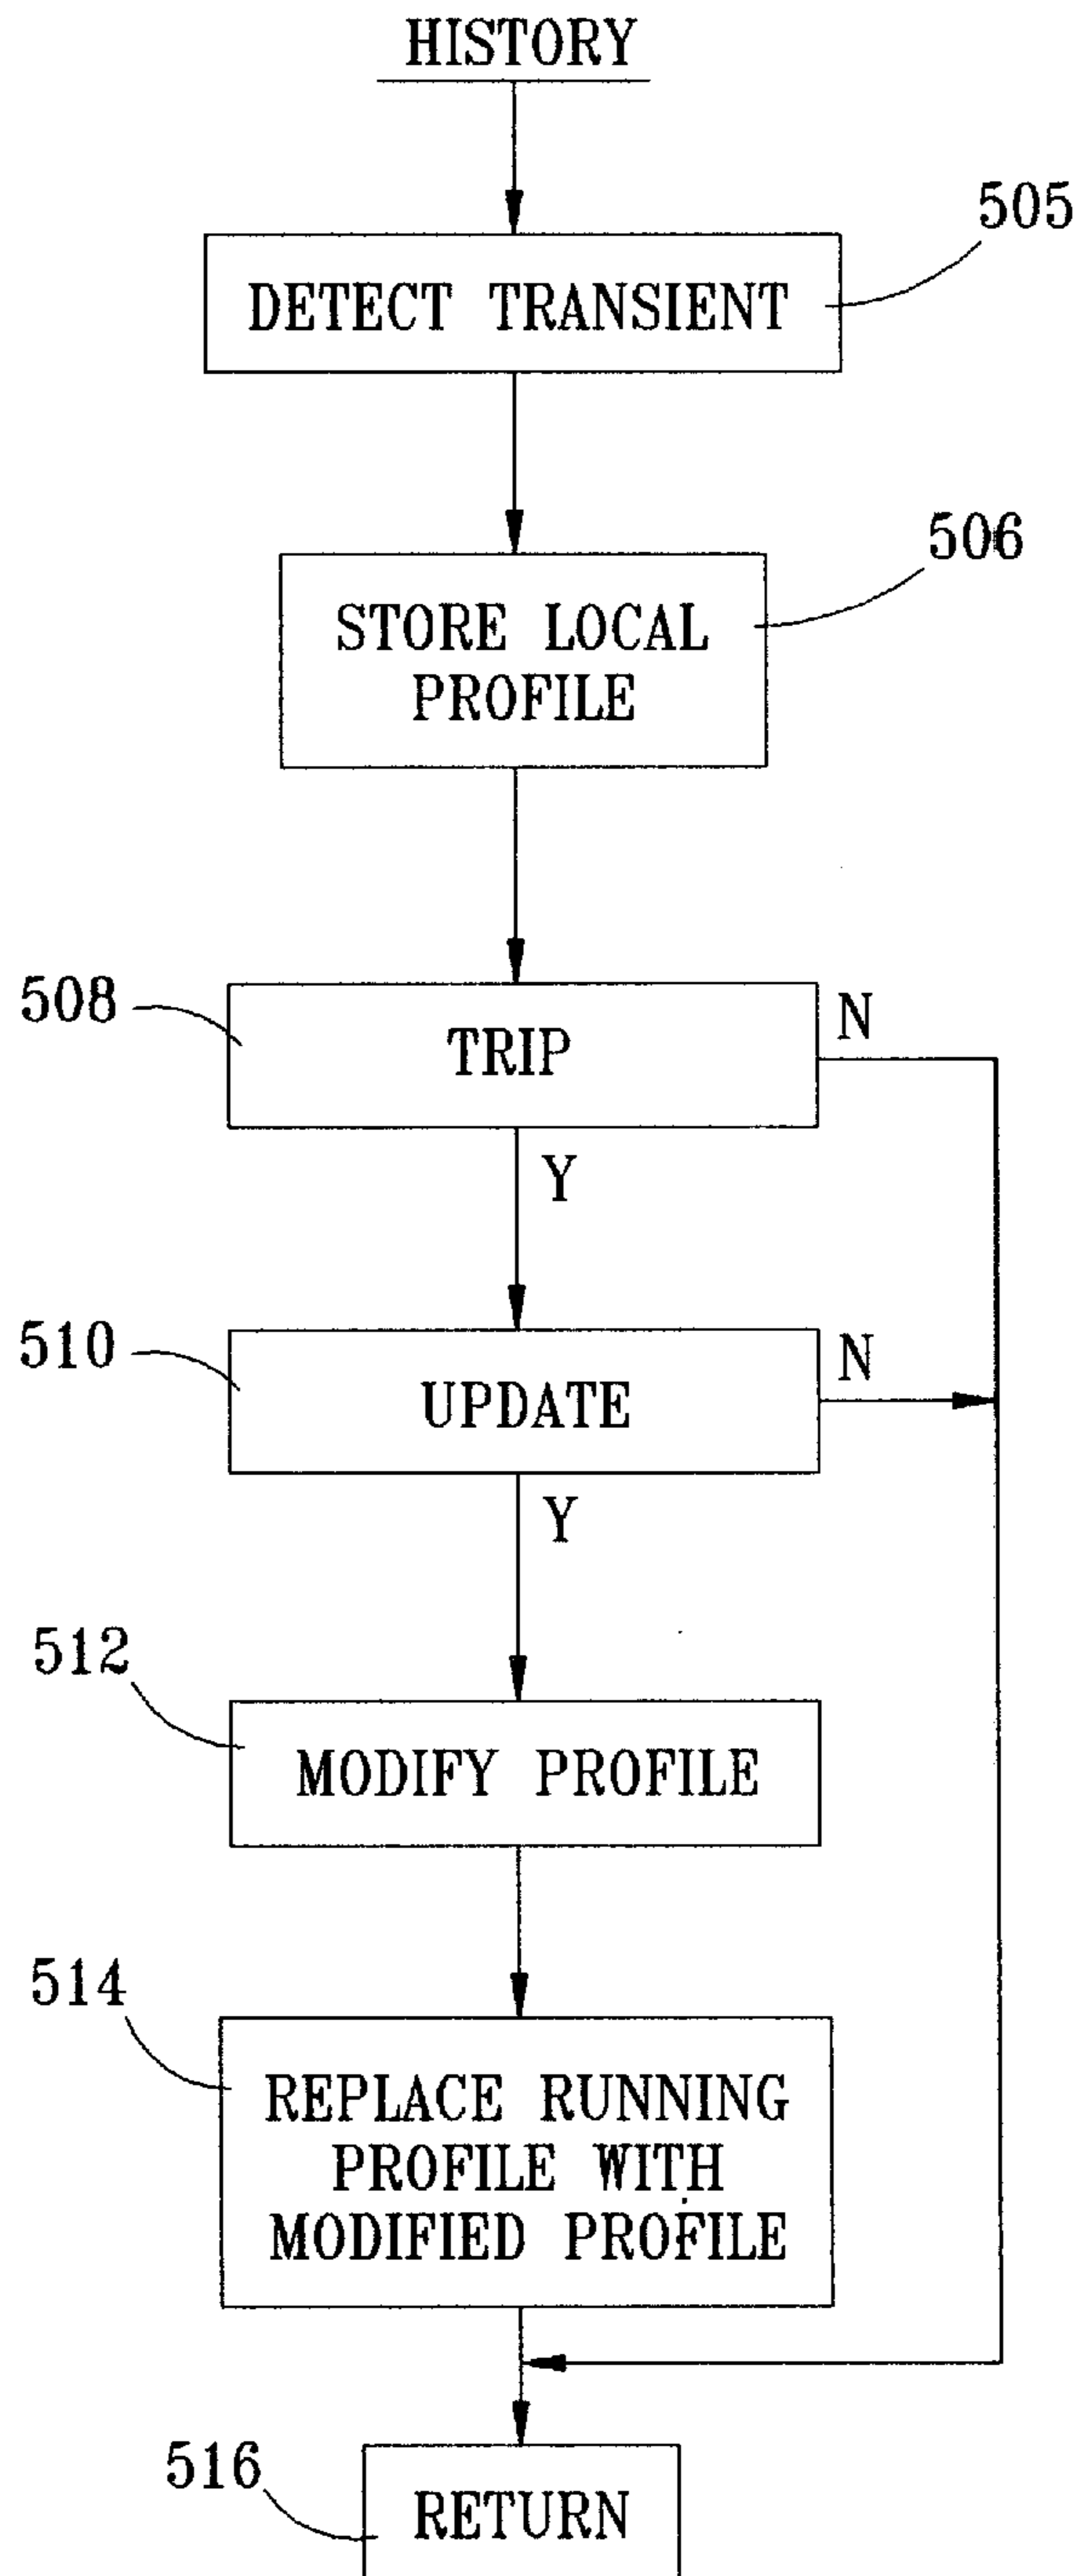 HISTORY
505
DETECT TRANSIENT
506
STORE LOCAL
PROFILE
508
TRIP
N
Y
510
UPDATE
N
Y
512
MODIFY PROFILE
514
REPLACE RUNNING
PROFILE WITH
MODIFIED PROFILE
516
RETURN